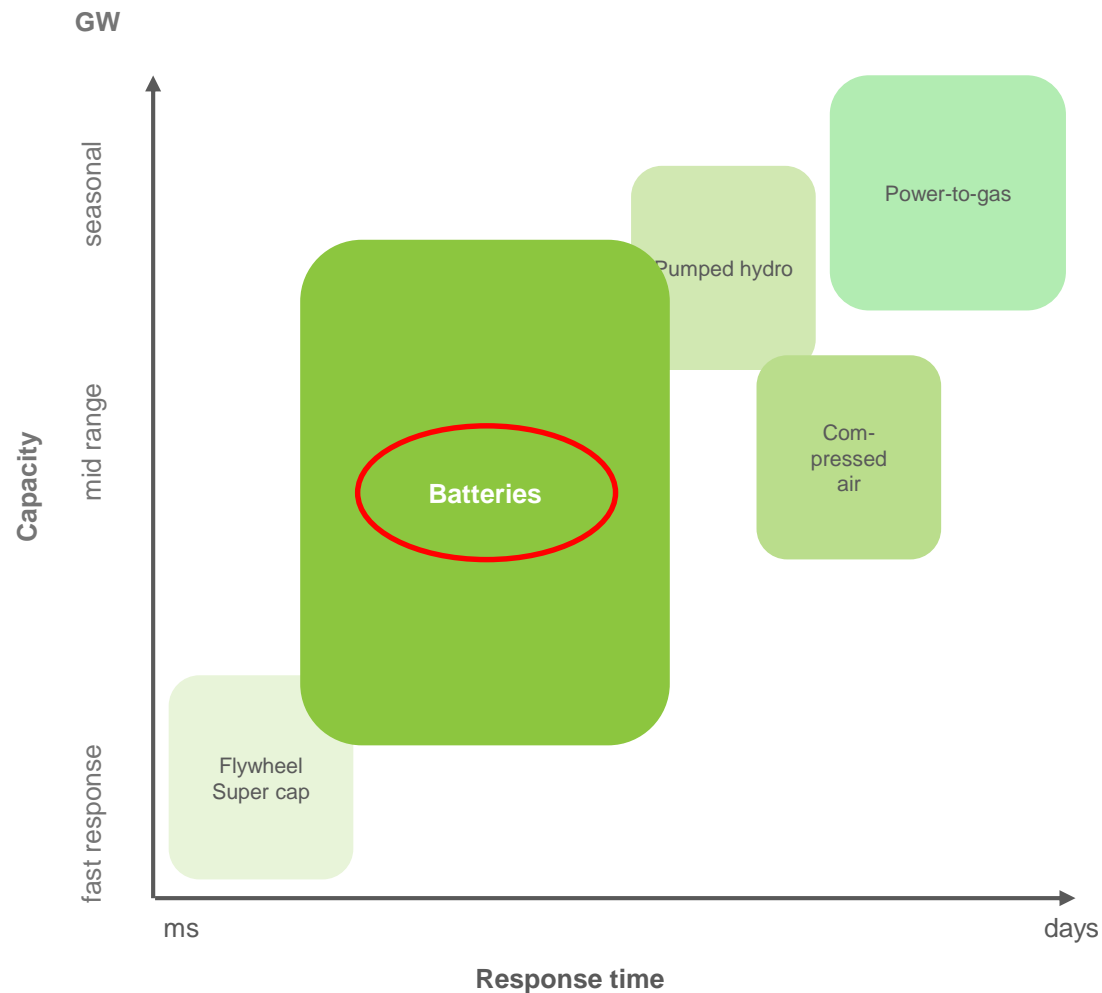 GW
seasonal
mid range
fast response
Capacity
Power-to-gas
Pumped hydro
Com-
pressed
air
Batteries
Flywheel
Super cap
ms
days
Response time